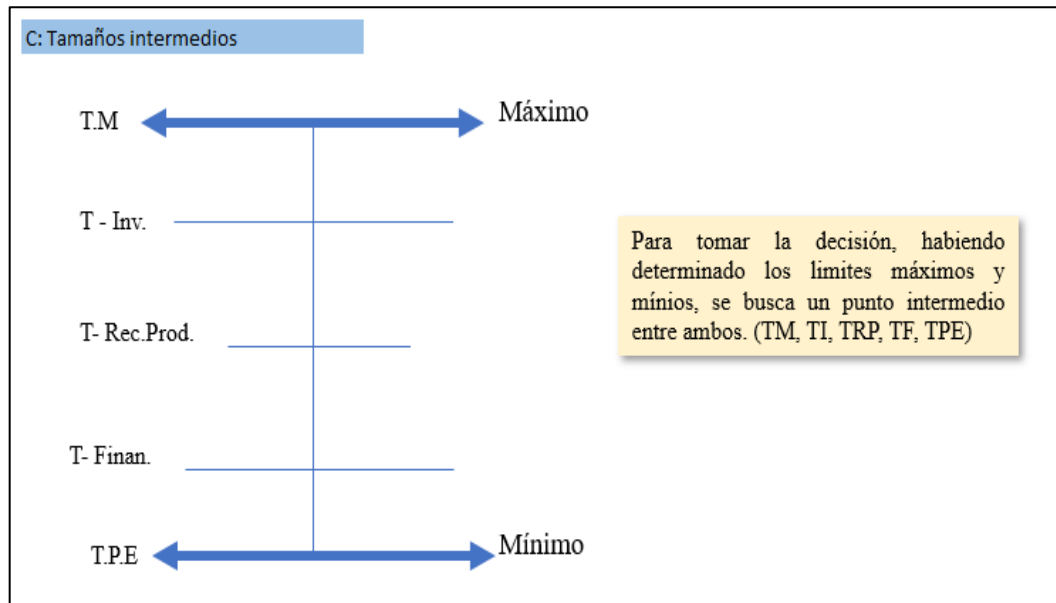 C: Tamaños intermedios
T.M
Máximo
T - Inv.
Para tomar la decisión, habiendo
determinado los limites máximos y
mínios, se busca un punto intermedio
entre ambos. (TM, TI, TRP, TF, TPE)
T- Rec.Prod.
T- Finan.
T.P.E
Mínimo